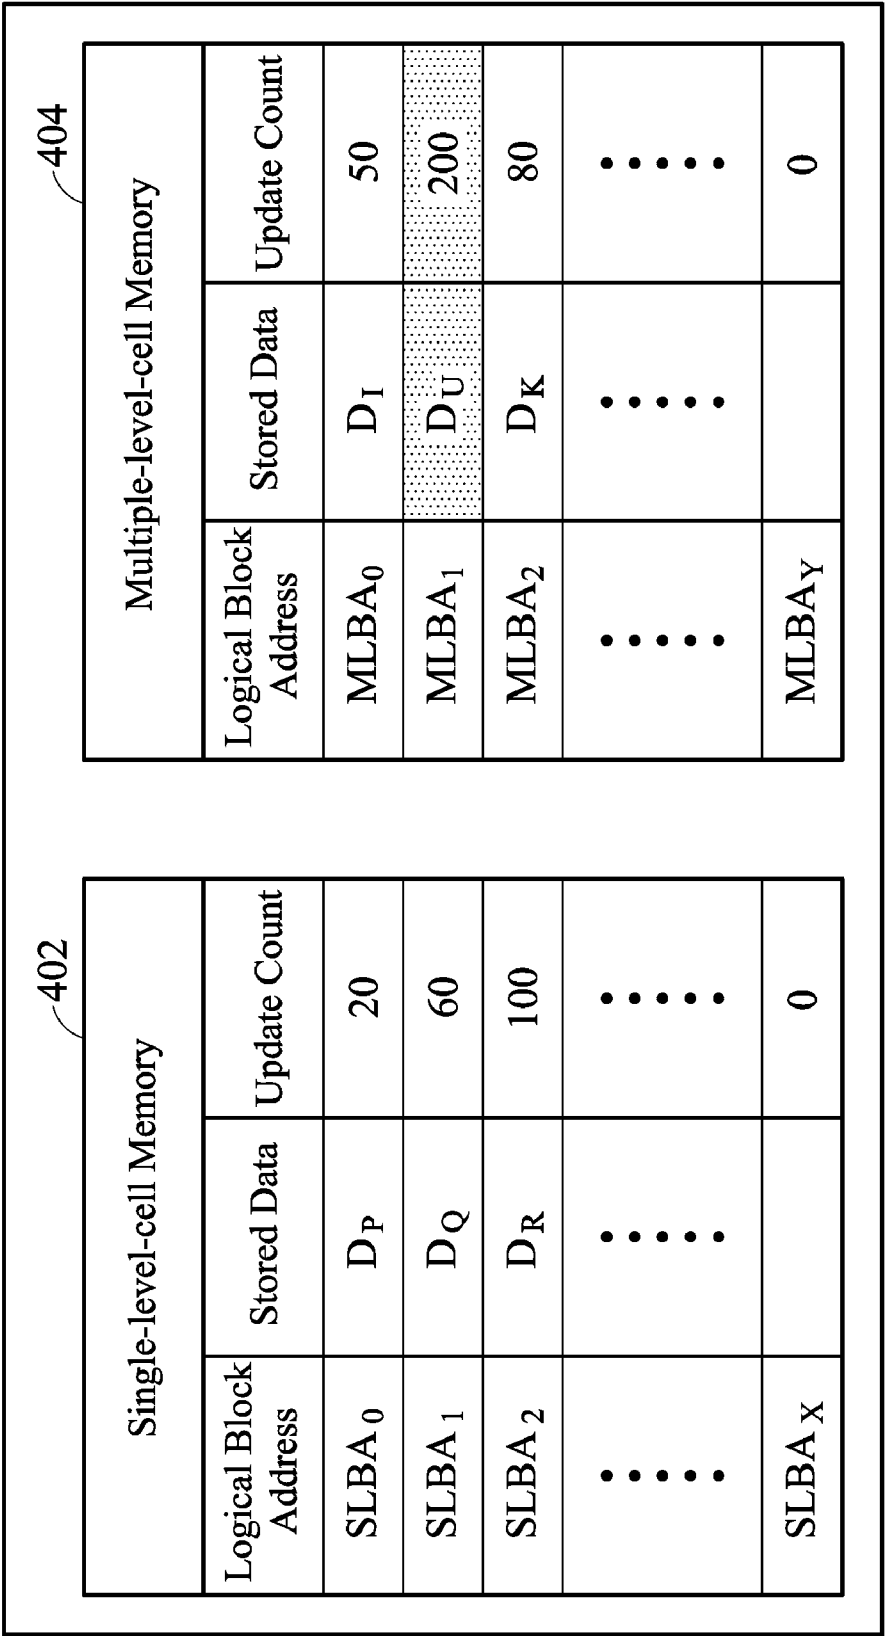 402
Single-level-cell Memory
Logical Block Address Stored Data Update Count
SLBA0 DP 20
SLBA1 DQ 60
SLBA2 DR 100
SLBAX 0
404
Multiple-level-cell Memory
Logical Block Address Stored Data Update Count
MLBA0 DI 50
MLBA1 DU 200
MLBA2 DK 80
MLBAY 0